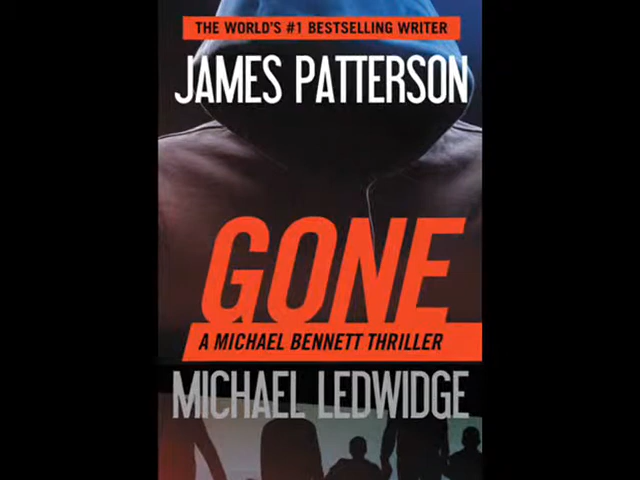 THE WORLD'S #1 BESTSELLING WRITER
JAMES PATTERSON
GONE
A MICHAEL BENNETT THRILLER
MICHAEL LEDWIDGE